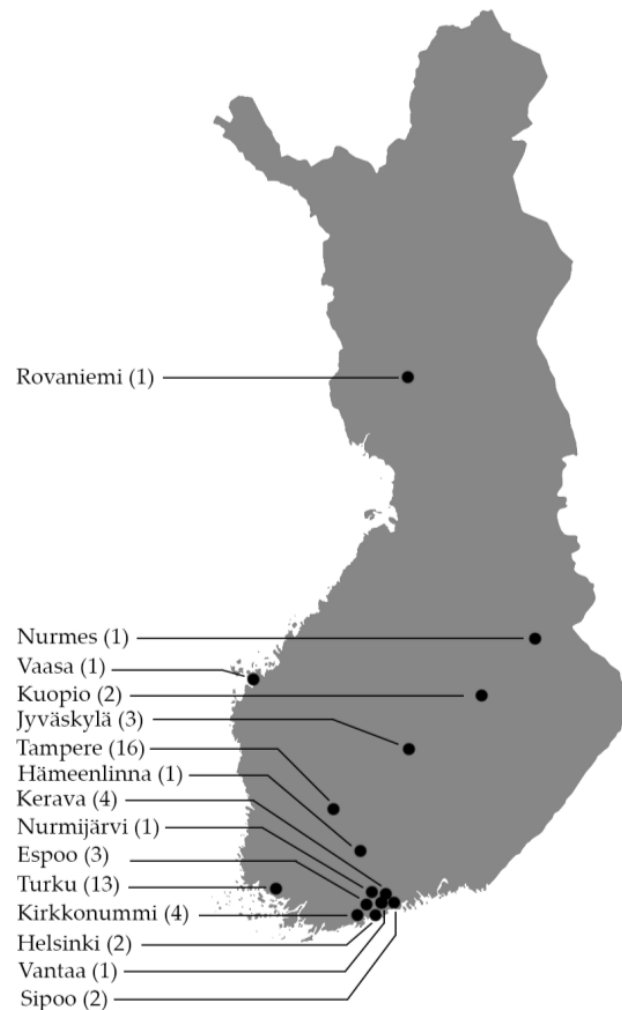 Rovaniemi (1)
Nurmes (1)
Vaasa (1)
Kuopio (2)
Jyväskylä (3)
Tampere (16)
Hämeenlinna (1)
Kerava (4)
Nurmijärvi (1)
Espoo (3)
Turku (13)
Kirkkonummi (4)
Helsinki (2)
Vantaa (1)
Sipoo (2)